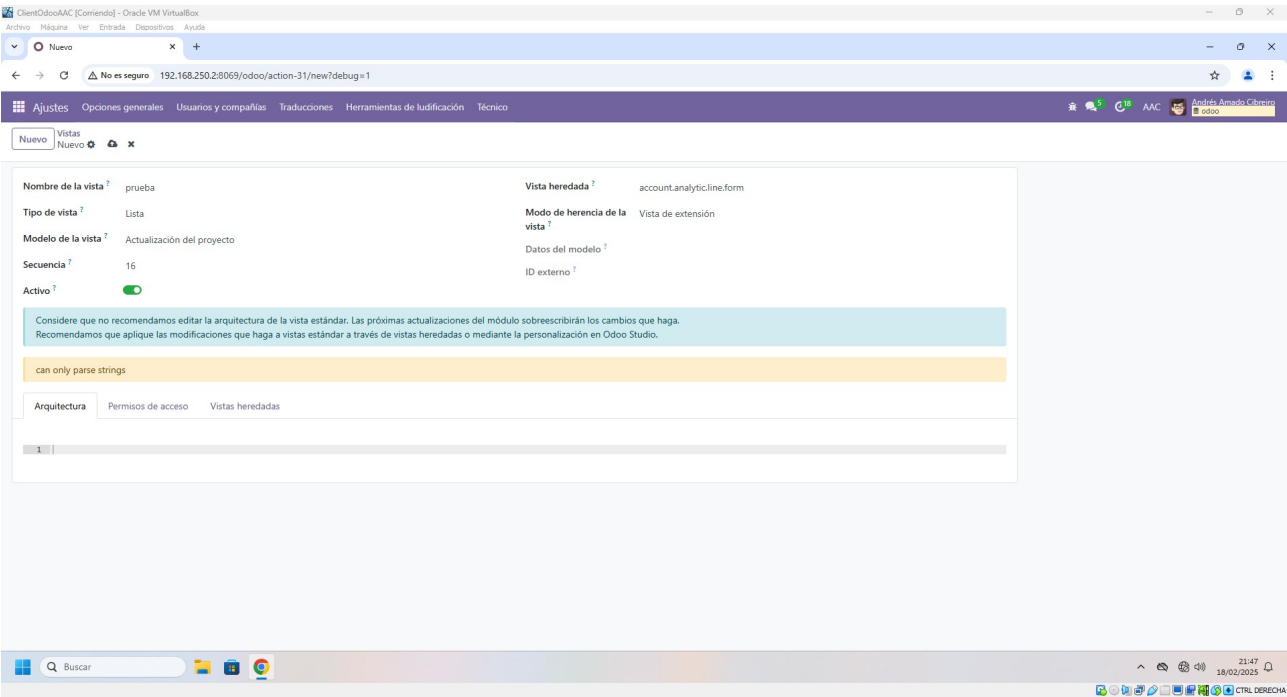 ClientOdooAAC [Corriendo] - Oracle VM VirtualBox
Archivo Máquina Ver Entrada Dispositivos Ayuda
Nuevo
No es seguro 192.168.250.2:8069/odoo/action-31/new?debug=1
Ajustes Opciones generales Usuarios y compañías Traducciones Herramientas de ludificación Técnico 5 18 AAC Andrés Amado Cibreiro
odoo
Nuevo Vistas
Nuevo
Nombre de la vista ? prueba Vista heredada ? account.analytic.line.form
Tipo de vista ? Lista Modo de herencia de la vista ? Vista de extensión
Modelo de la vista ? Actualización del proyecto Datos del modelo ?
Secuencia ? 16 ID externo ?
Activo ?
Considere que no recomendamos editar la arquitectura de la vista estándar. Las próximas actualizaciones del módulo sobreescribirán los cambios que haga.
Recomendamos que aplique las modificaciones que haga a vistas estándar a través de vistas heredadas o mediante la personalización en Odoo Studio.
can only parse strings
Arquitectura Permisos de acceso Vistas heredadas
1
Buscar 21:47
18/02/2025
CTRL DERECHA